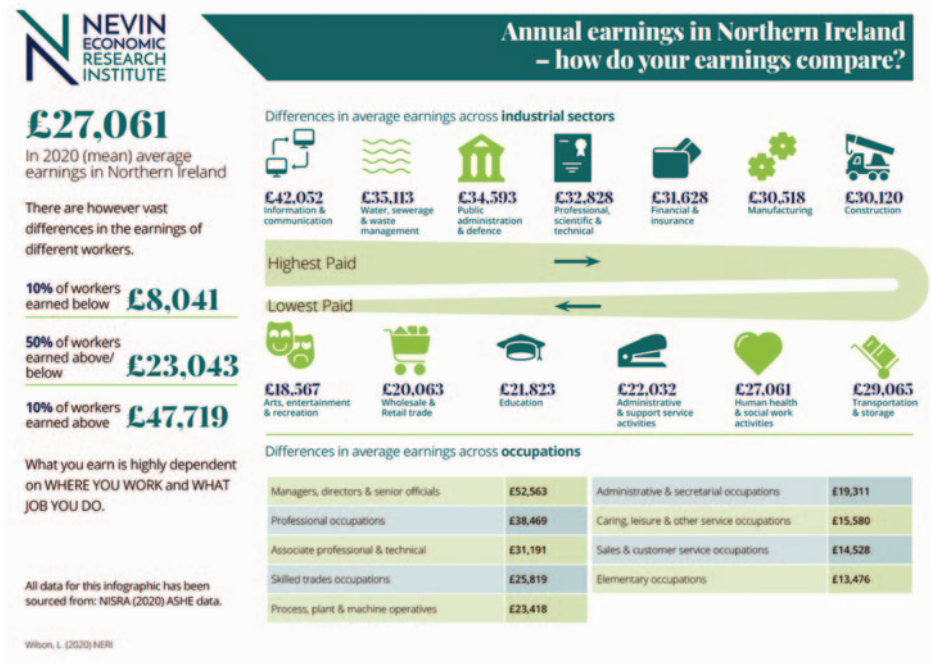 NEVIN
ECONOMIC
RESEARCH
INSTITUTE
Annual earnings in Northern Ireland
– how do your earnings compare?
£27,061
In 2020 (mean) average
earnings in Northern Ireland
There are however vast
differences in the earnings of
different workers.
10% of workers
earned below £8,041
50% of workers
earned above/
below £23,043
10% of workers
earned above £47,719
What you earn is highly dependent
on WHERE YOU WORK and WHAT
JOB YOU DO.
All data for this infographic has been
sourced from: NISRA (2020) ASHE data.
Wilson, L. (2020) NERI
Differences in average earnings across industrial sectors
£42,052
Information &
communication
£35,113
Water, sewerage
& waste
management
£34,593
Public
administration
& defence
£32,828
Professional,
scientific &
technical
£31,628
Financial &
insurance
£30,518
Manufacturing
£30,120
Construction
Highest Paid
Lowest Paid
£18,567
Arts, entertainment
& recreation
£20,063
Wholesale &
Retail trade
£21,823
Education
£22,032
Administrative
& support service
activities
£27,061
Human health
& social work
activities
£29,065
Transportation
& storage
Differences in average earnings across occupations
Managers, directors & senior officials £52,563
Professional occupations £38,469
Associate professional & technical £31,191
Skilled trades occupations £25,819
Process, plant & machine operatives £23,418
Administrative & secretarial occupations £19,311
Caring, leisure & other service occupations £15,580
Sales & customer service occupations £14,528
Elementary occupations £13,476